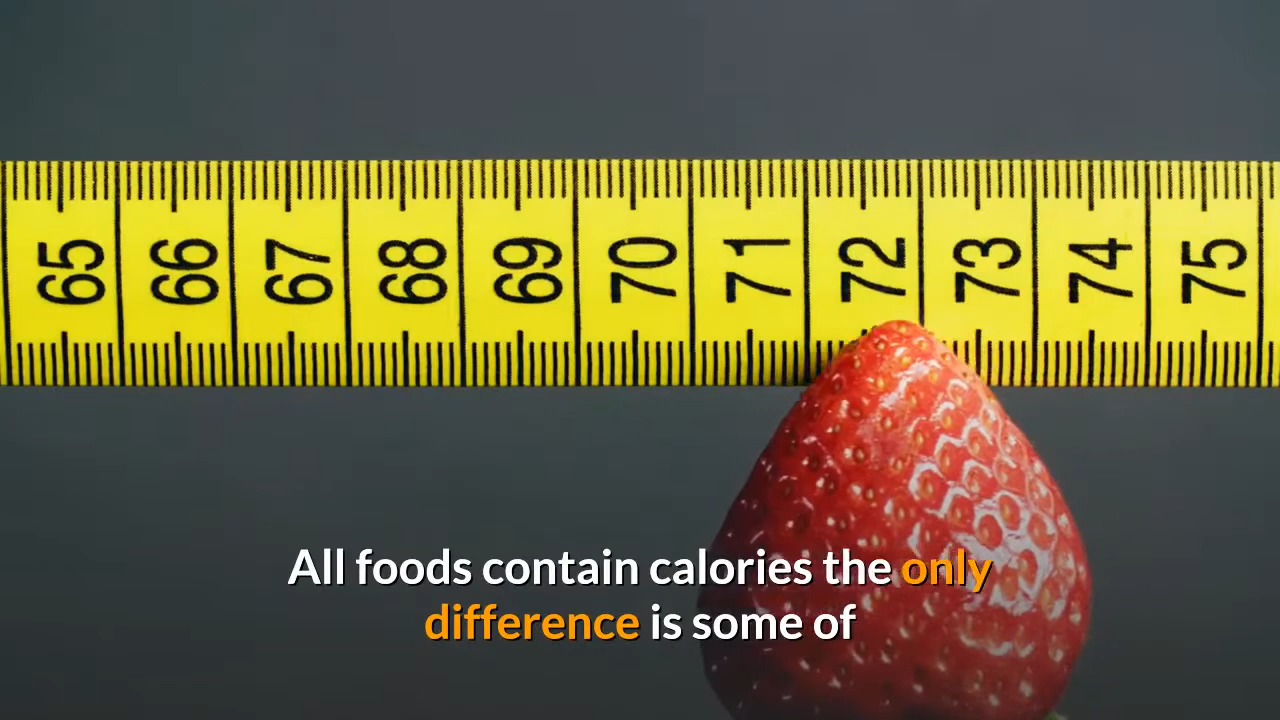 65 66 67 68 69 70 71 72 73 74 75
All foods contain calories the only
difference is some of